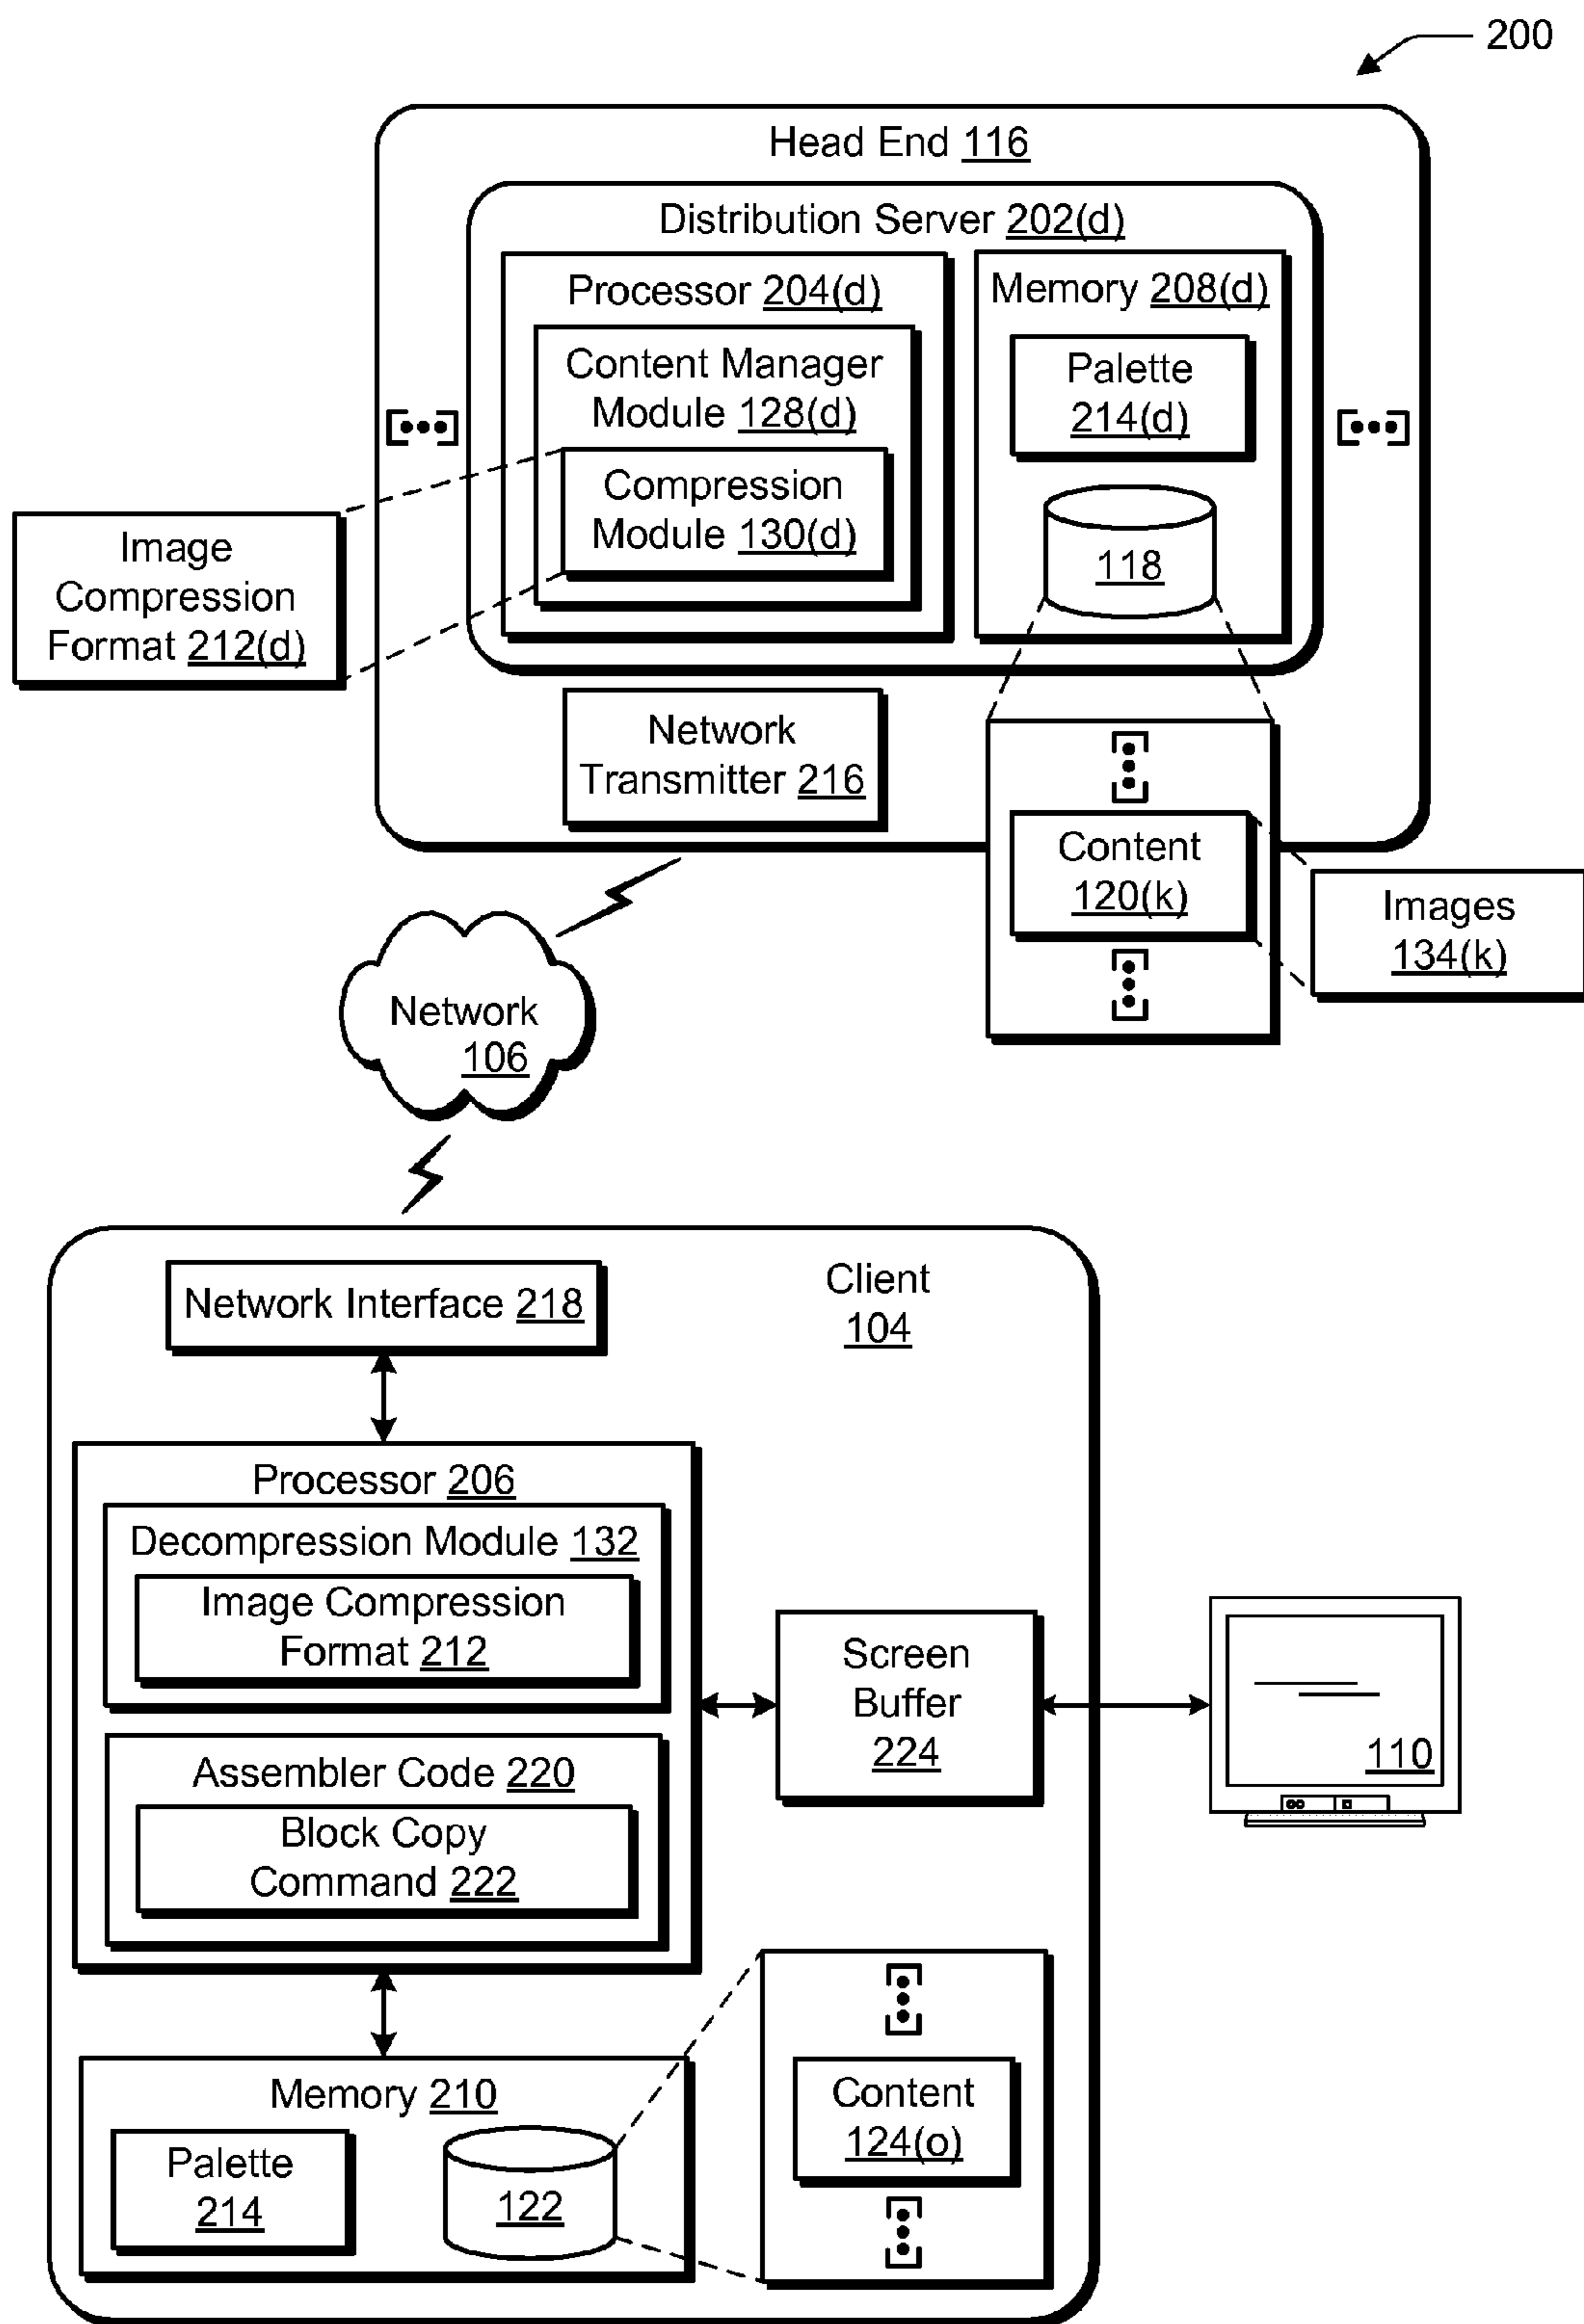 200
Head End 116
Distribution Server 202(d)
Processor 204(d)
Content Manager
Module 128(d)
Compression
Module 130(d)
Memory 208(d)
Palette
214(d)
118
Image
Compression
Format 212(d)
Network
Transmitter 216
Content
120(k)
Images
134(k)
Network
106
Client
104
Network Interface 218
Processor 206
Decompression Module 132
Image Compression
Format 212
Assembler Code 220
Block Copy
Command 222
Screen
Buffer
224
110
Memory 210
Palette
214
122
Content
124(o)